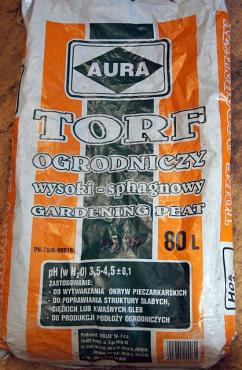 AURA
TORF
OGRODNICZY
wysoki-sphagnowy
GARDENING PEAT
80 L
pH (w H₂O) 3,5-4,5 ± 0,1
ZASTOSOWANIE:
- DO WYTWARZANIA OKRYW PIECZARKARSKICH
- DO POPRAWIANIA STRUKTURY SŁABYCH,
CIĘŻKICH LUB KWAŚNYCH GLEB
- DO PRODUKCJI PODŁOŻY OGRODNICZYCH